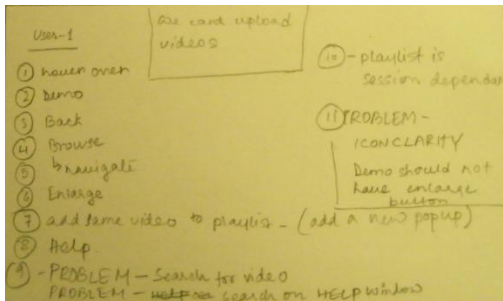 User-1
We cant upload
videos
① hover over
② Demo
③ Back
④ Browse
⑤ ↳ navigate
⑥ Enlarge
⑦ add same video to playlist - (add a new popup)
⑧ Help
⑨ - PROBLEM - Search for video
PROBLEM - search on HELP window
⑩ - playlist is
session dependant
⑪ PROBLEM -
ICON CLARITY
Demo should not
have enlarge
button